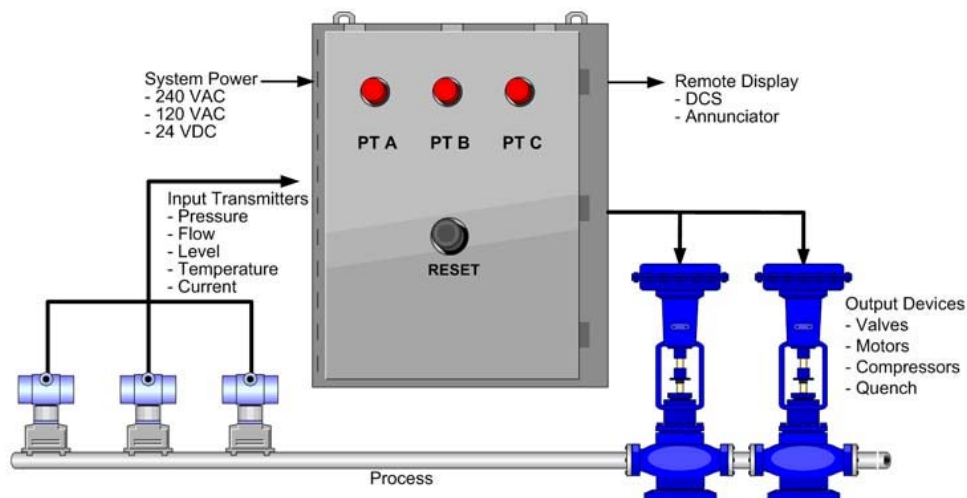 System Power
- 240 VAC
- 120 VAC
- 24 VDC
PT A
PT B
PT C
Remote Display
- DCS
- Annunciator
Input Transmitters
- Pressure
- Flow
- Level
- Temperature
- Current
RESET
Output Devices
- Valves
- Motors
- Compressors
- Quench
Process